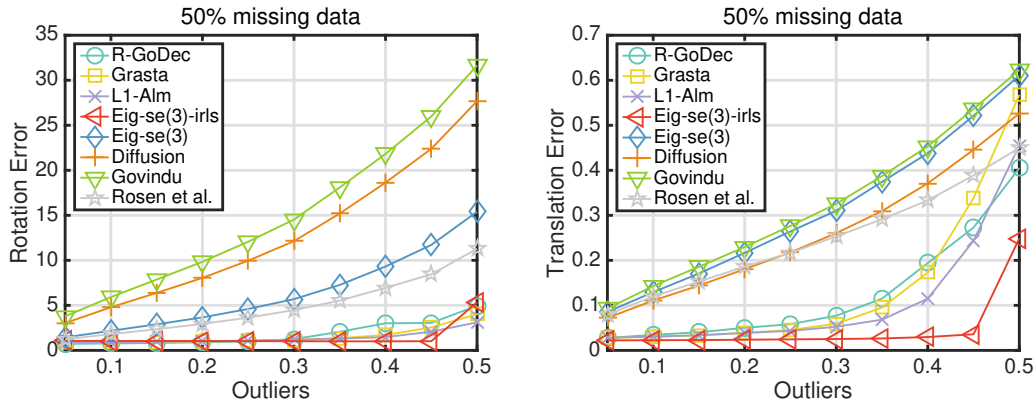 50% missing data
35
30
25
20
15
10
5
0
0.1
0.2
0.3
0.4
0.5
Rotation Error
Outliers
R-GoDec
Grasta
L1-Alm
Eig-se(3)-irls
Eig-se(3)
Diffusion
Govindu
Rosen et al.
50% missing data
0.7
0.6
0.5
0.4
0.3
0.2
0.1
0
0.1
0.2
0.3
0.4
0.5
Translation Error
Outliers
R-GoDec
Grasta
L1-Alm
Eig-se(3)-irls
Eig-se(3)
Diffusion
Govindu
Rosen et al.